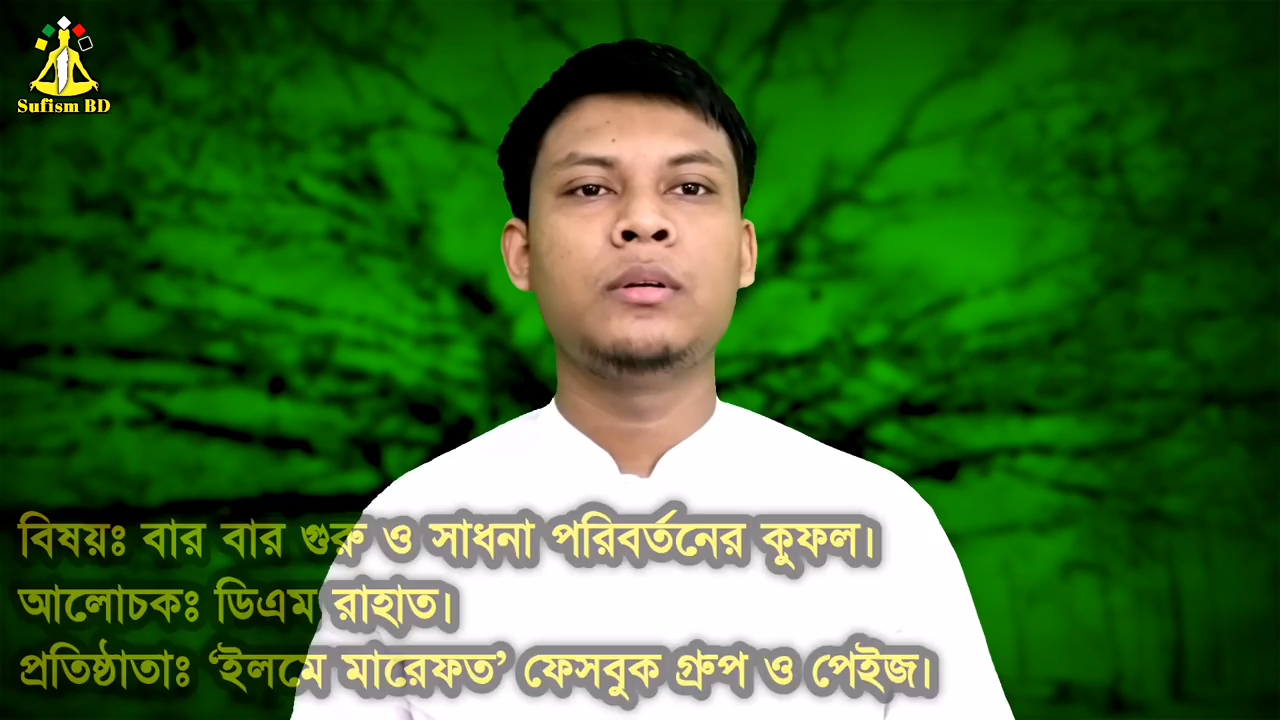 Sufism BD
বিষয়ঃ বার বার গুরু ও সাধনা পরিবর্তনের কুফল।
আলোচকঃ ডিএম রাহাত।
প্রতিষ্ঠাতাঃ ‘ইলমে মারেফত’ ফেসবুক গ্রুপ ও পেইজ।